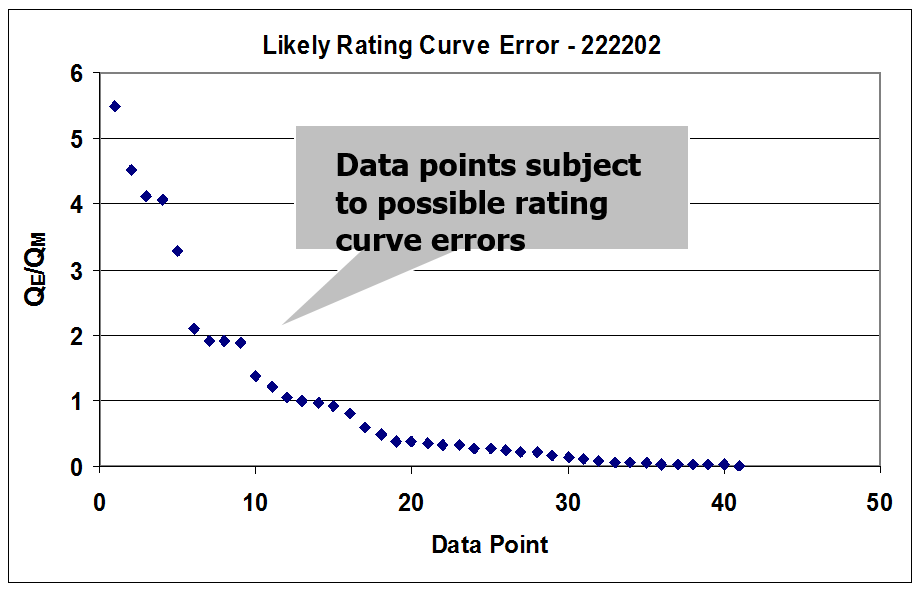 Likely Rating Curve Error - 222202
6
5
4
3
2
1
0
QE/QM
Data points subject
to possible rating
curve errors
0 10 20 30 40 50
Data Point